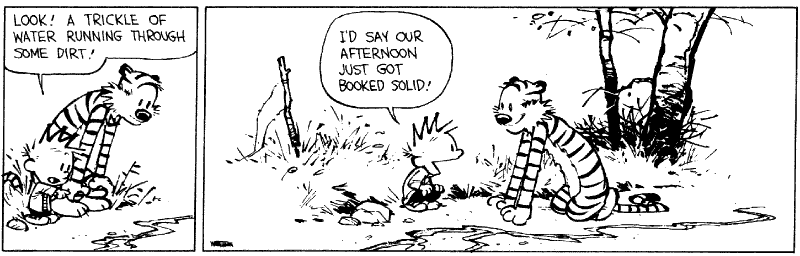 LOOK! A TRICKLE OF
WATER RUNNING THROUGH
SOME DIRT!
I'D SAY OUR
AFTERNOON
JUST GOT
BOOKED SOLID!